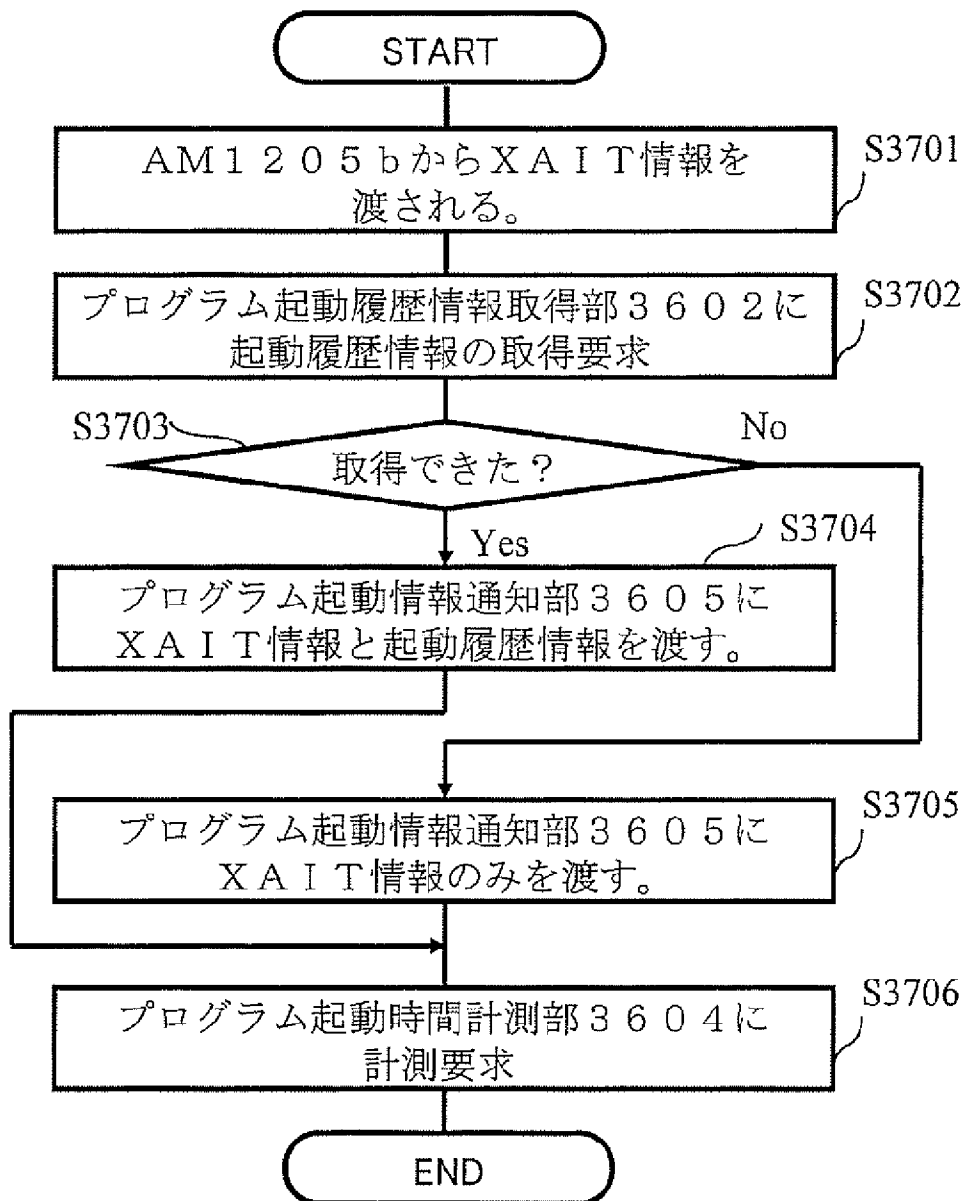 START
AM1205bからXAIT情報を
渡される。
S3701
プログラム起動履歴情報取得部3602に
起動履歴情報の取得要求
S3702
S3703
取得できた?
No
Yes
S3704
プログラム起動情報通知部3605に
XAIT情報と起動履歴情報を渡す。
プログラム起動情報通知部3605に
XAIT情報のみを渡す。
S3705
プログラム起動時間計測部3604に
計測要求
S3706
END